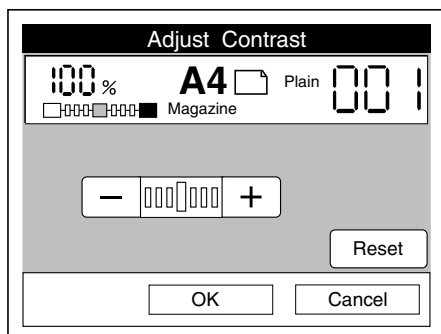 Adjust Contrast
100 % A4 Plain 001
Magazine
− +
Reset
OK Cancel